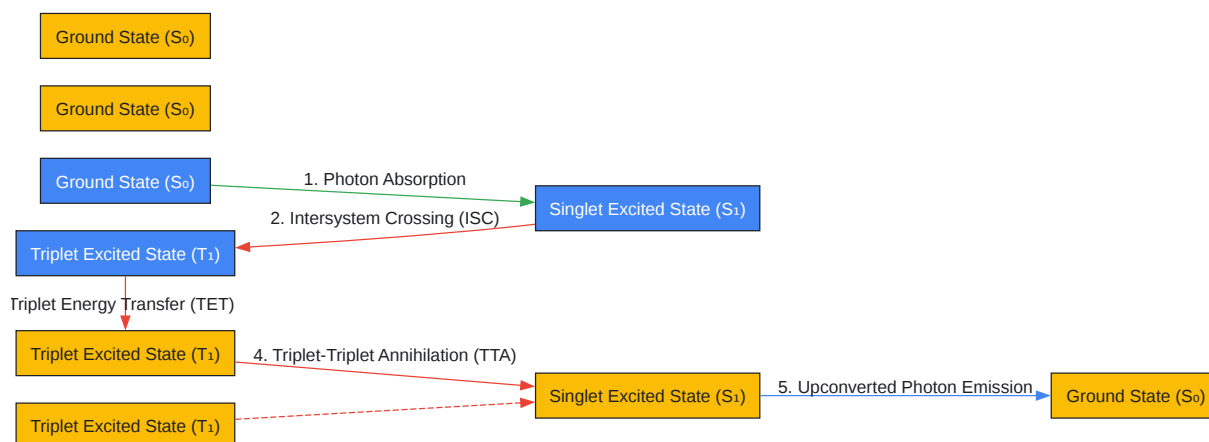 Ground State (S₀)
Ground State (S₀)
Ground State (S₀)
1. Photon Absorption
Singlet Excited State (S₁)
2. Intersystem Crossing (ISC)
Triplet Excited State (T₁)
Triplet Energy Transfer (TET)
Triplet Excited State (T₁)
4. Triplet-Triplet Annihilation (TTA)
Singlet Excited State (S₁)
5. Upconverted Photon Emission
Ground State (S₀)
Triplet Excited State (T₁)